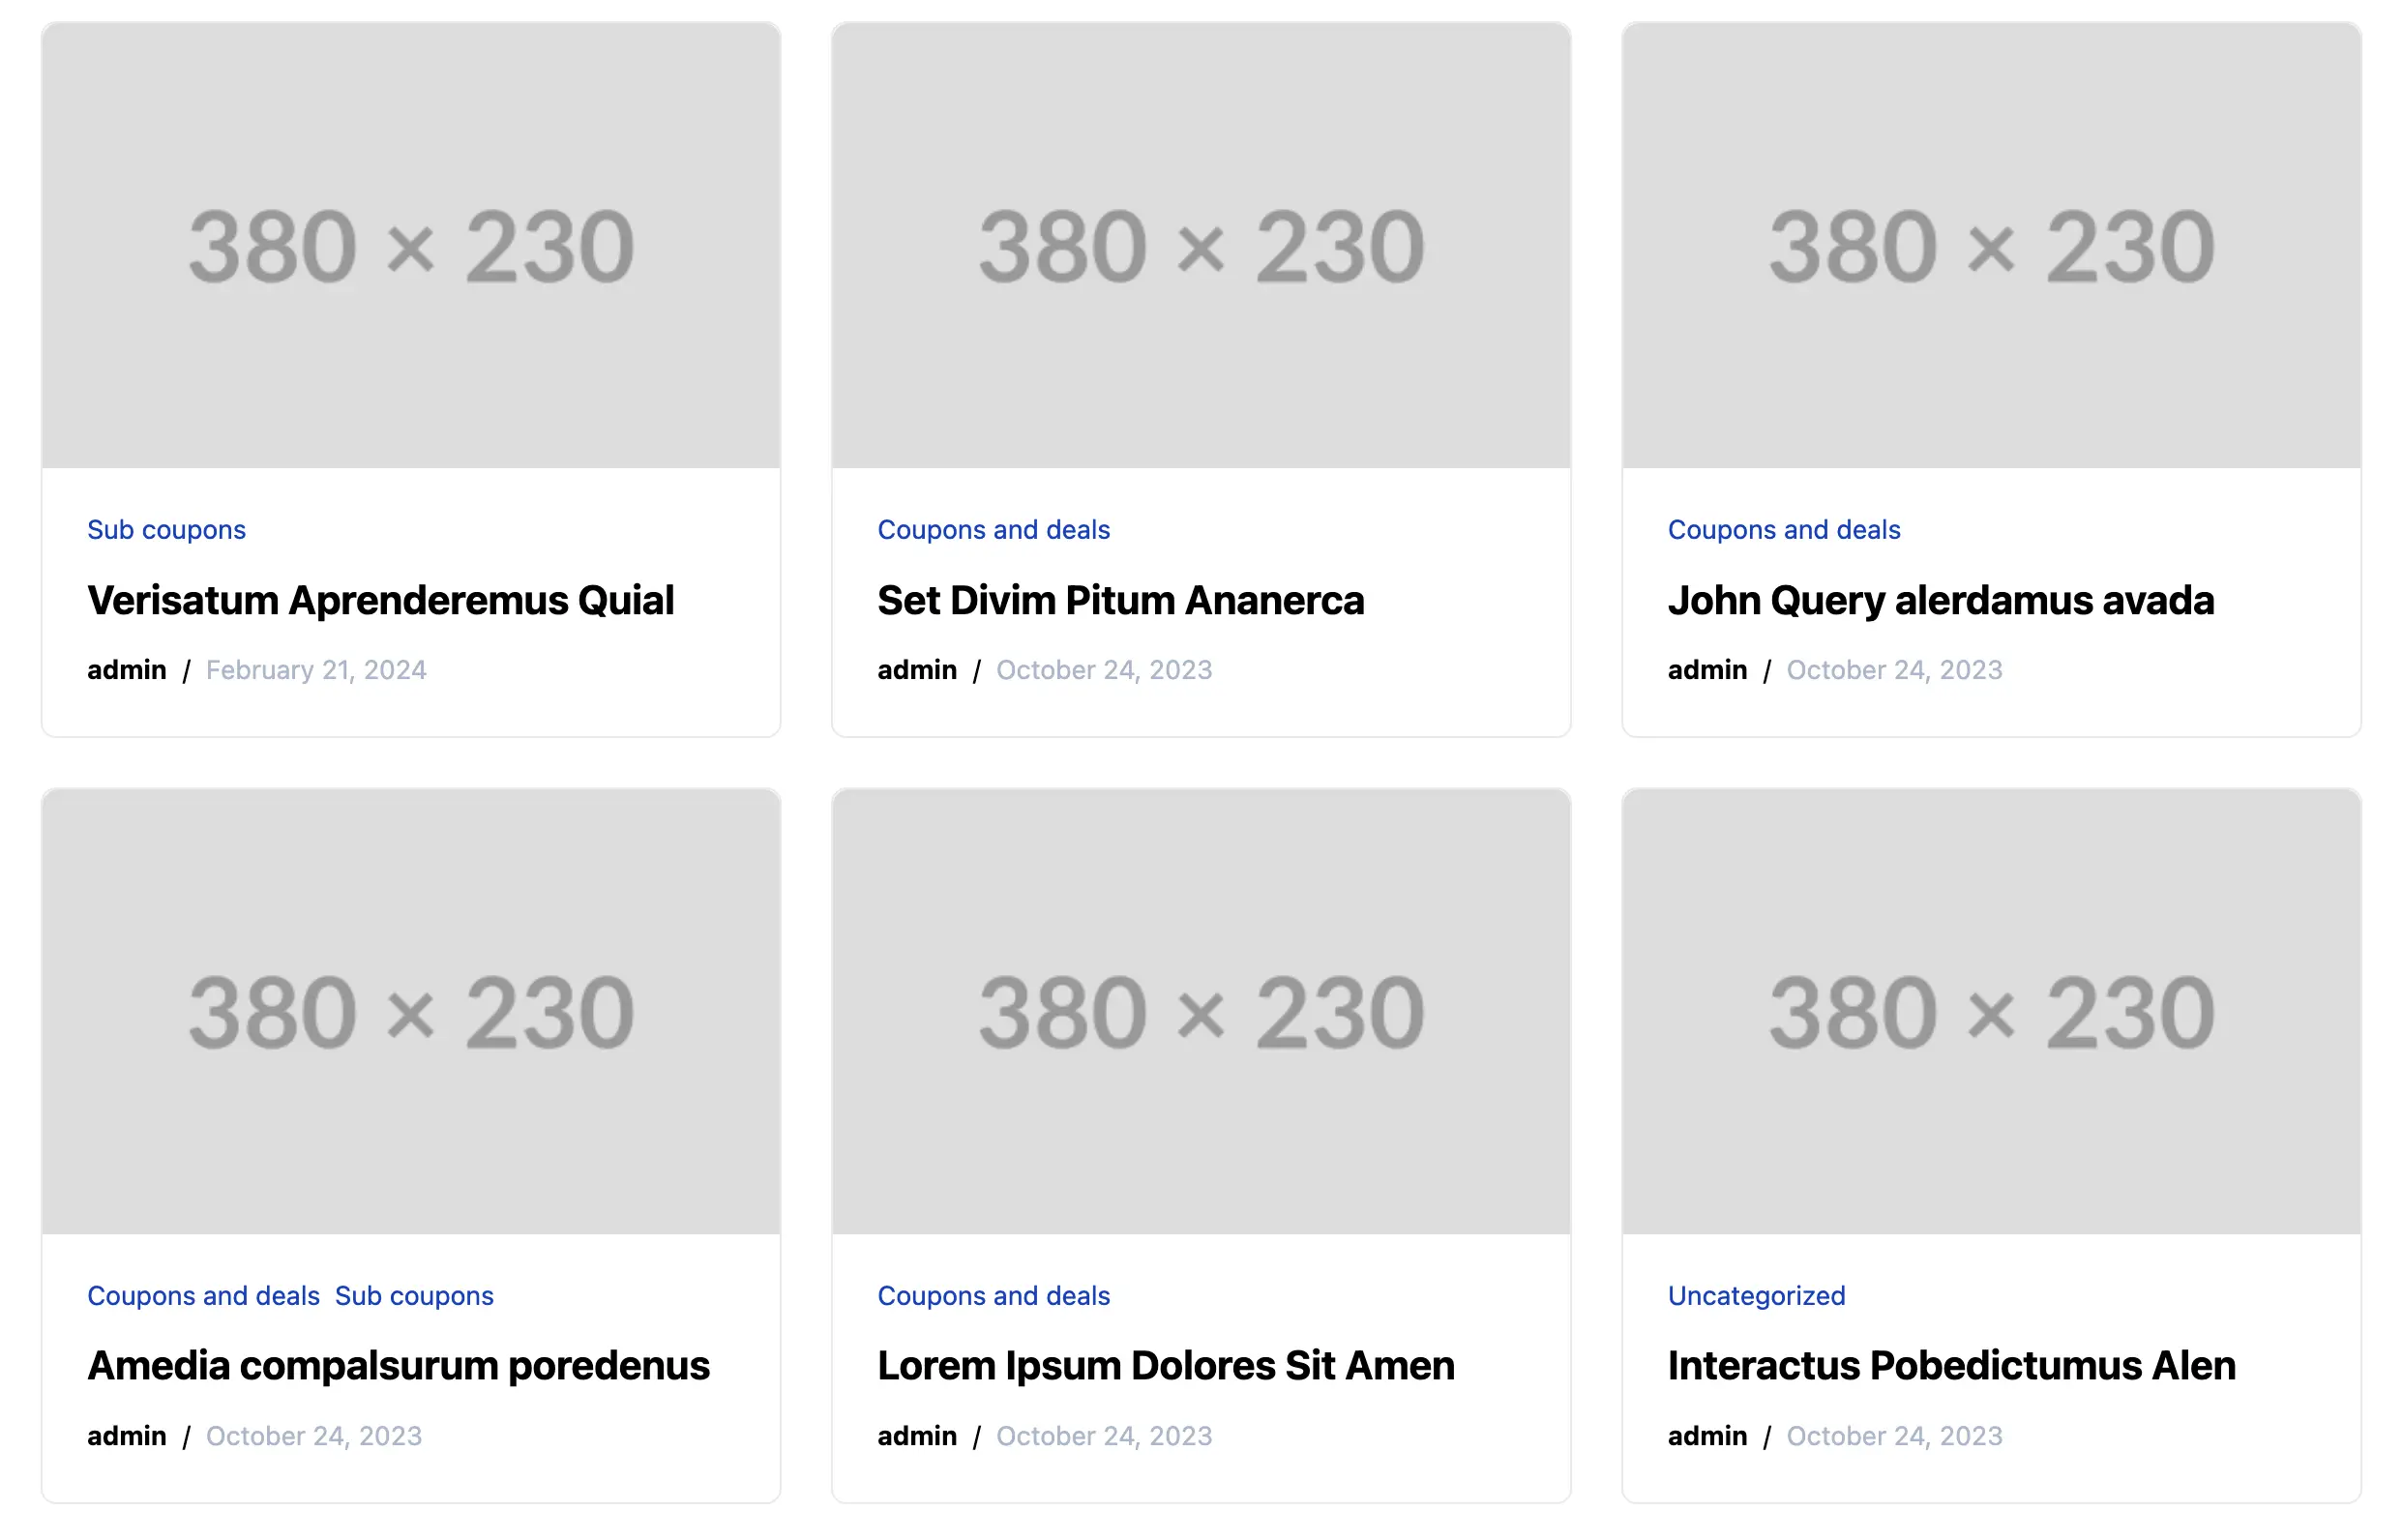 380 × 230
Sub coupons
Verisatum Aprenderemus Quial
admin / February 21, 2024
380 × 230
Coupons and deals
Set Divim Pitum Ananerca
admin / October 24, 2023
380 × 230
Coupons and deals
John Query alerdamus avada
admin / October 24, 2023
380 × 230
Coupons and deals Sub coupons
Amedia compalsurum poredenus
admin / October 24, 2023
380 × 230
Coupons and deals
Lorem Ipsum Dolores Sit Amen
admin / October 24, 2023
380 × 230
Uncategorized
Interactus Pobedictumus Alen
admin / October 24, 2023